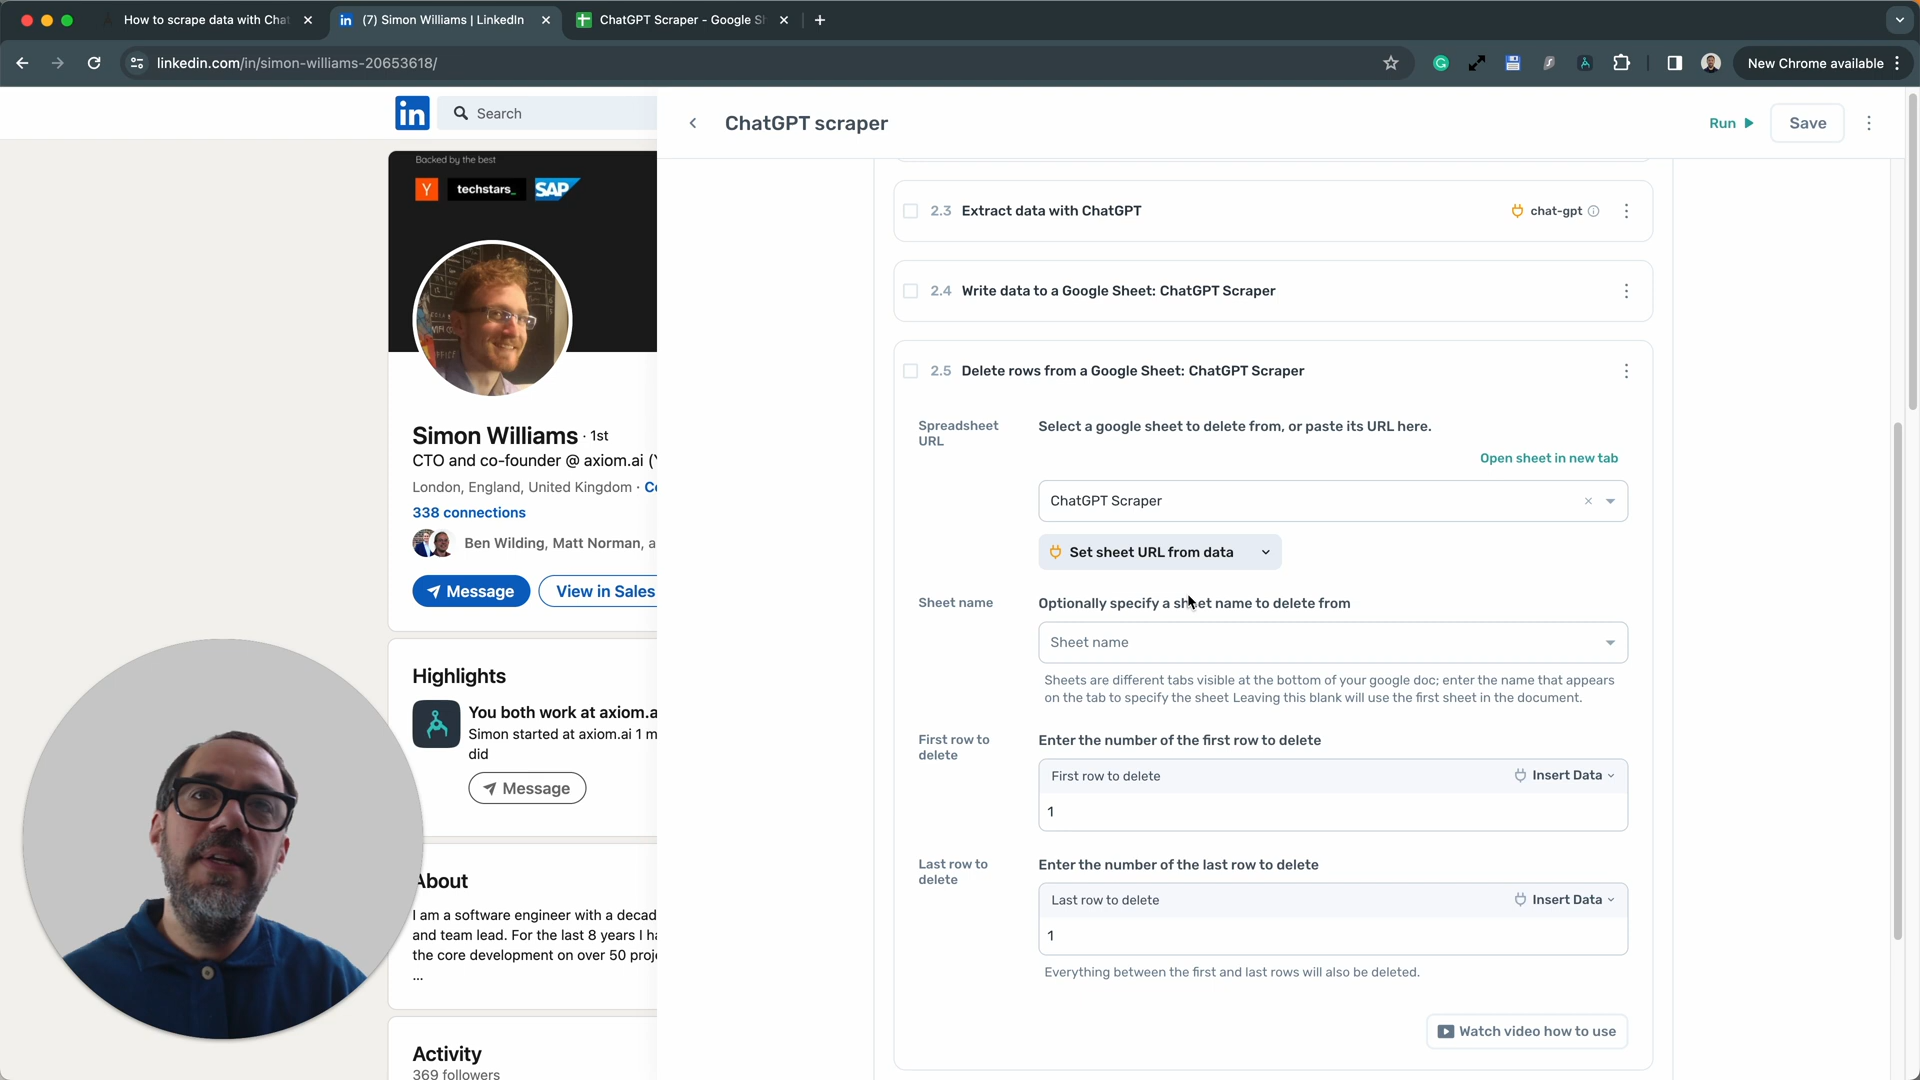 How to scrape data with Chat
(7) Simon Williams | LinkedIn
ChatGPT Scraper - Google Sh
linkedin.com/in/simon-williams-20653618/
New Chrome available
in
Search
ChatGPT scraper
Run
Save
Backed by the best
Y
techstars_
SAP
Simon Williams · 1st
CTO and co-founder @ axiom.ai (Y
London, England, United Kingdom · Co
338 connections
Ben Wilding, Matt Norman, a
Message
View in Sales
Highlights
You both work at axiom.a
Simon started at axiom.ai 1 m
did
Message
About
I am a software engineer with a decad
and team lead. For the last 8 years I ha
the core development on over 50 proje
...
Activity
369 followers
2.3 Extract data with ChatGPT
chat-gpt
2.4 Write data to a Google Sheet: ChatGPT Scraper
2.5 Delete rows from a Google Sheet: ChatGPT Scraper
Spreadsheet
URL
Select a google sheet to delete from, or paste its URL here.
Open sheet in new tab
ChatGPT Scraper
Set sheet URL from data
Sheet name
Optionally specify a sheet name to delete from
Sheet name
Sheets are different tabs visible at the bottom of your google doc; enter the name that appears
on the tab to specify the sheet Leaving this blank will use the first sheet in the document.
First row to
delete
Enter the number of the first row to delete
First row to delete
Insert Data
1
Last row to
delete
Enter the number of the last row to delete
Last row to delete
Insert Data
1
Everything between the first and last rows will also be deleted.
Watch video how to use